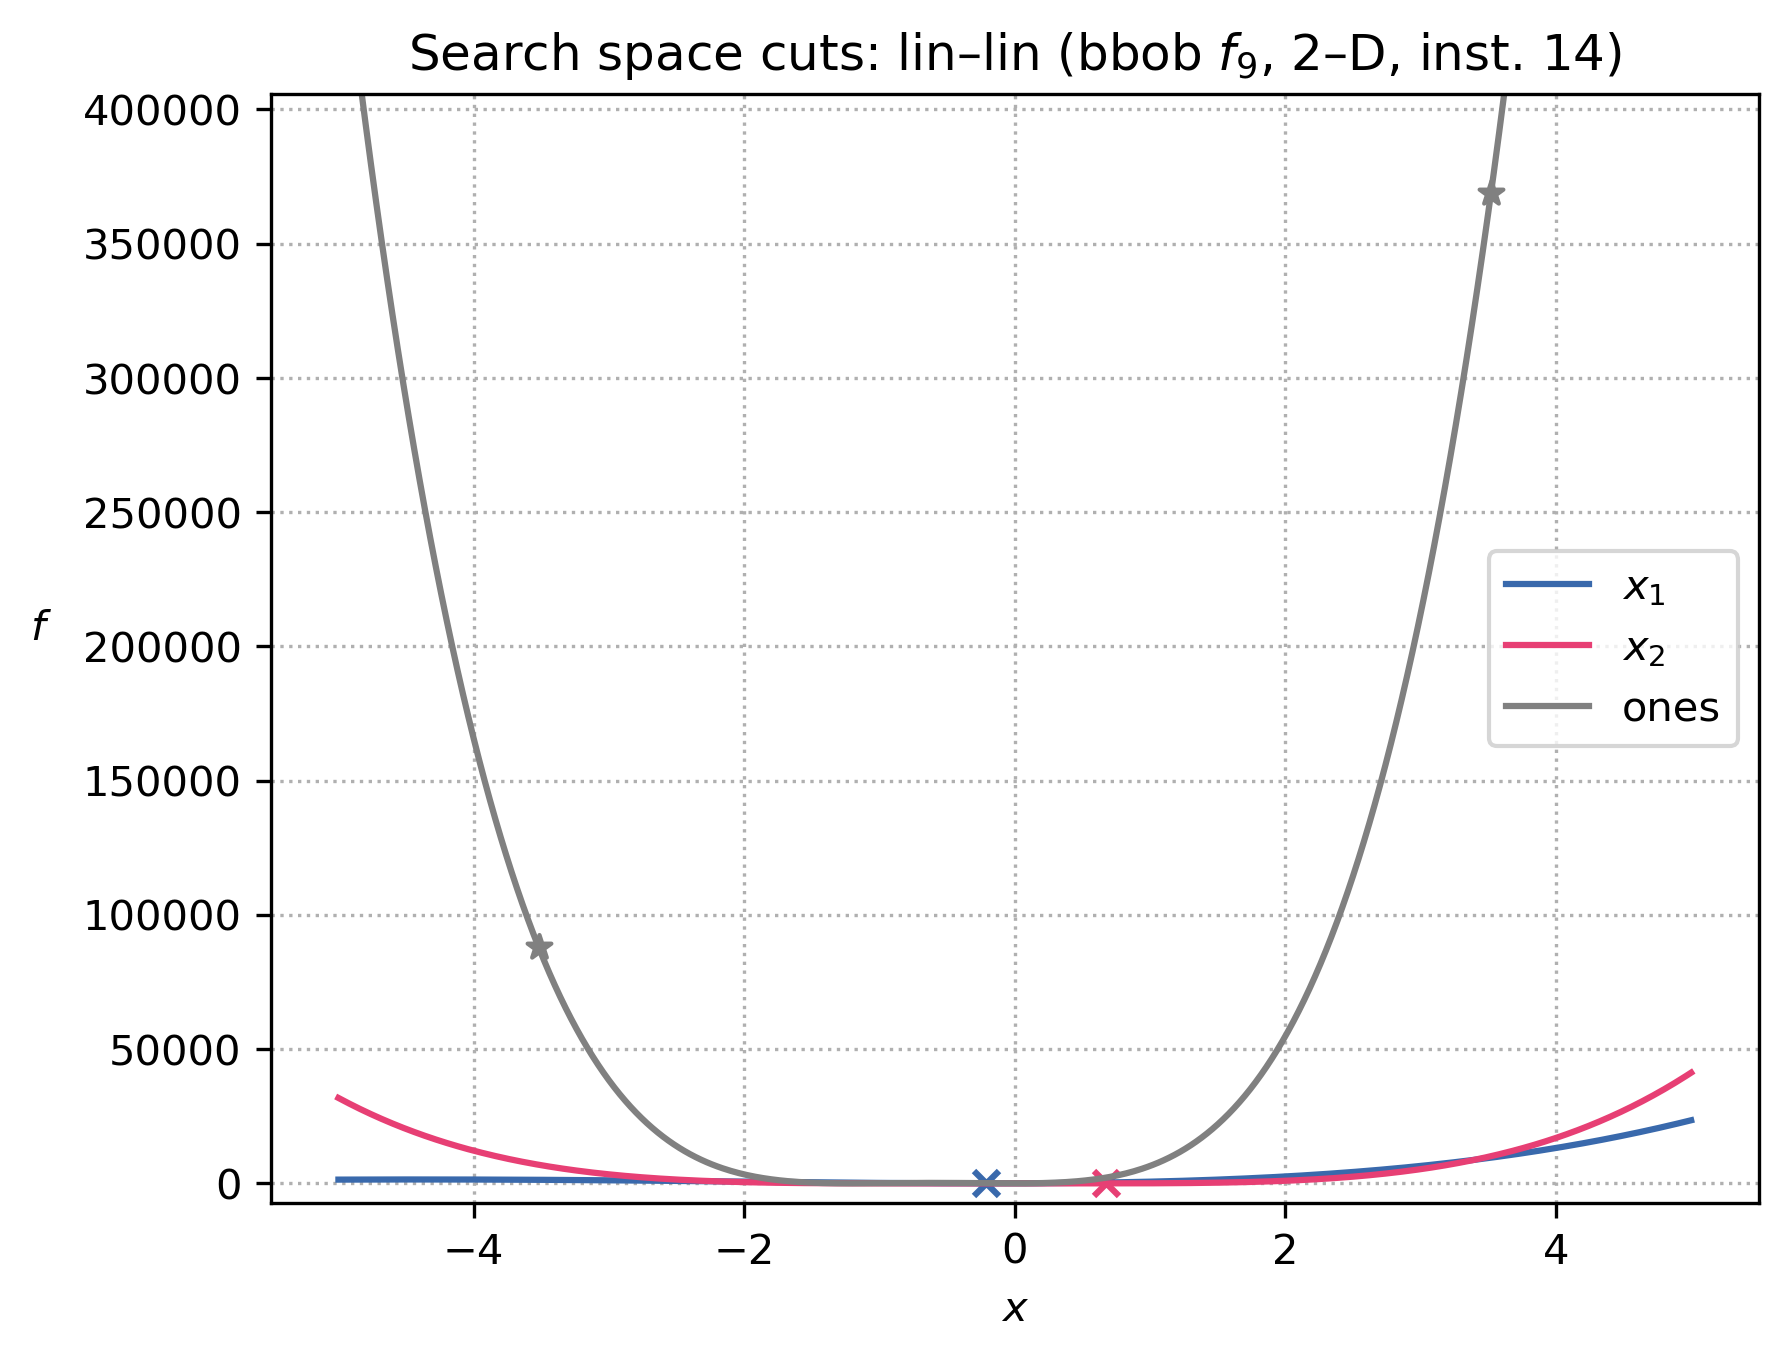 Search space cuts: lin–lin (bbob f₉, 2–D, inst. 14)
400000
350000
300000
250000
200000
150000
100000
50000
0
f
x₁
x₂
ones
−4 −2 0 2 4
x